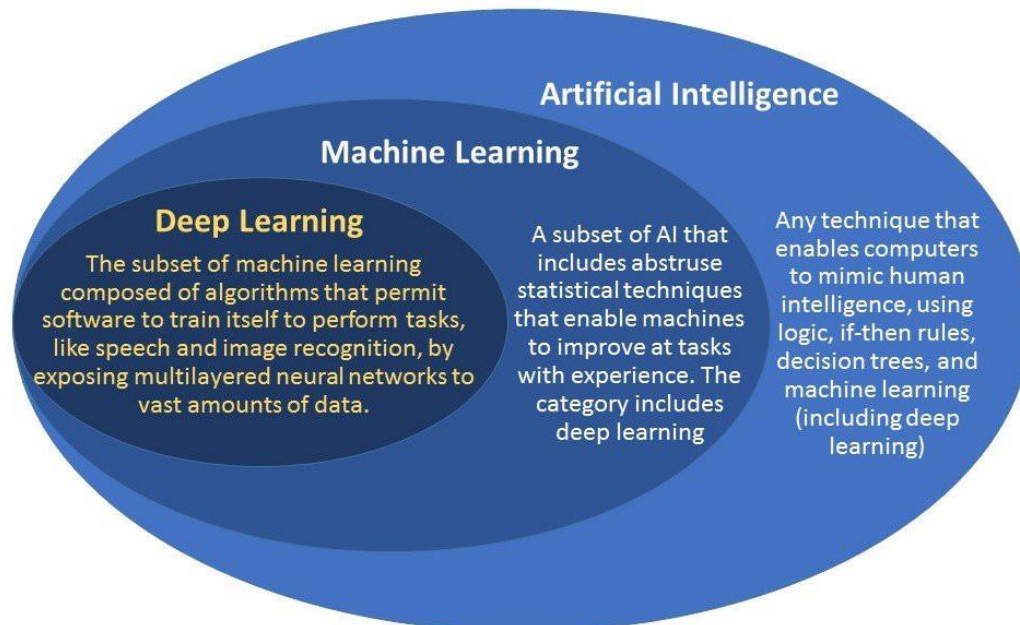 Artificial Intelligence
Machine Learning
Deep Learning
The subset of machine learning
composed of algorithms that permit
software to train itself to perform tasks,
like speech and image recognition, by
exposing multilayered neural networks to
vast amounts of data.
A subset of AI that
includes abstruse
statistical techniques
that enable machines
to improve at tasks
with experience. The
category includes
deep learning
Any technique that
enables computers
to mimic human
intelligence, using
logic, if-then rules,
decision trees, and
machine learning
(including deep
learning)